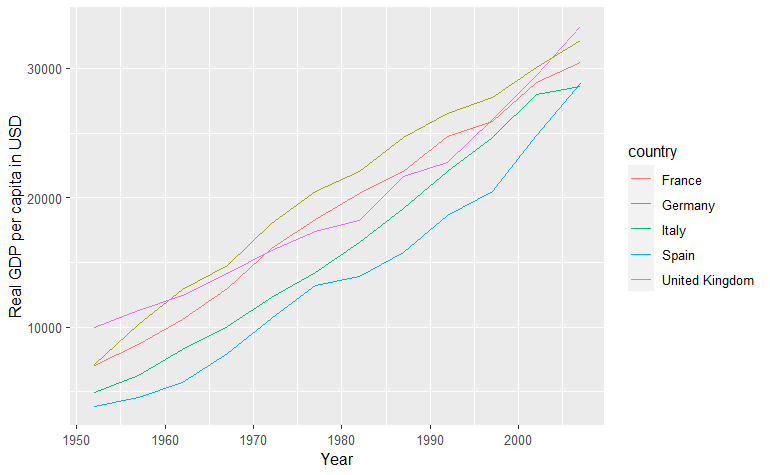 Real GDP per capita in USD
30000
20000
10000
1950
1960
1970
1980
1990
2000
Year
country
France
Germany
Italy
Spain
United Kingdom